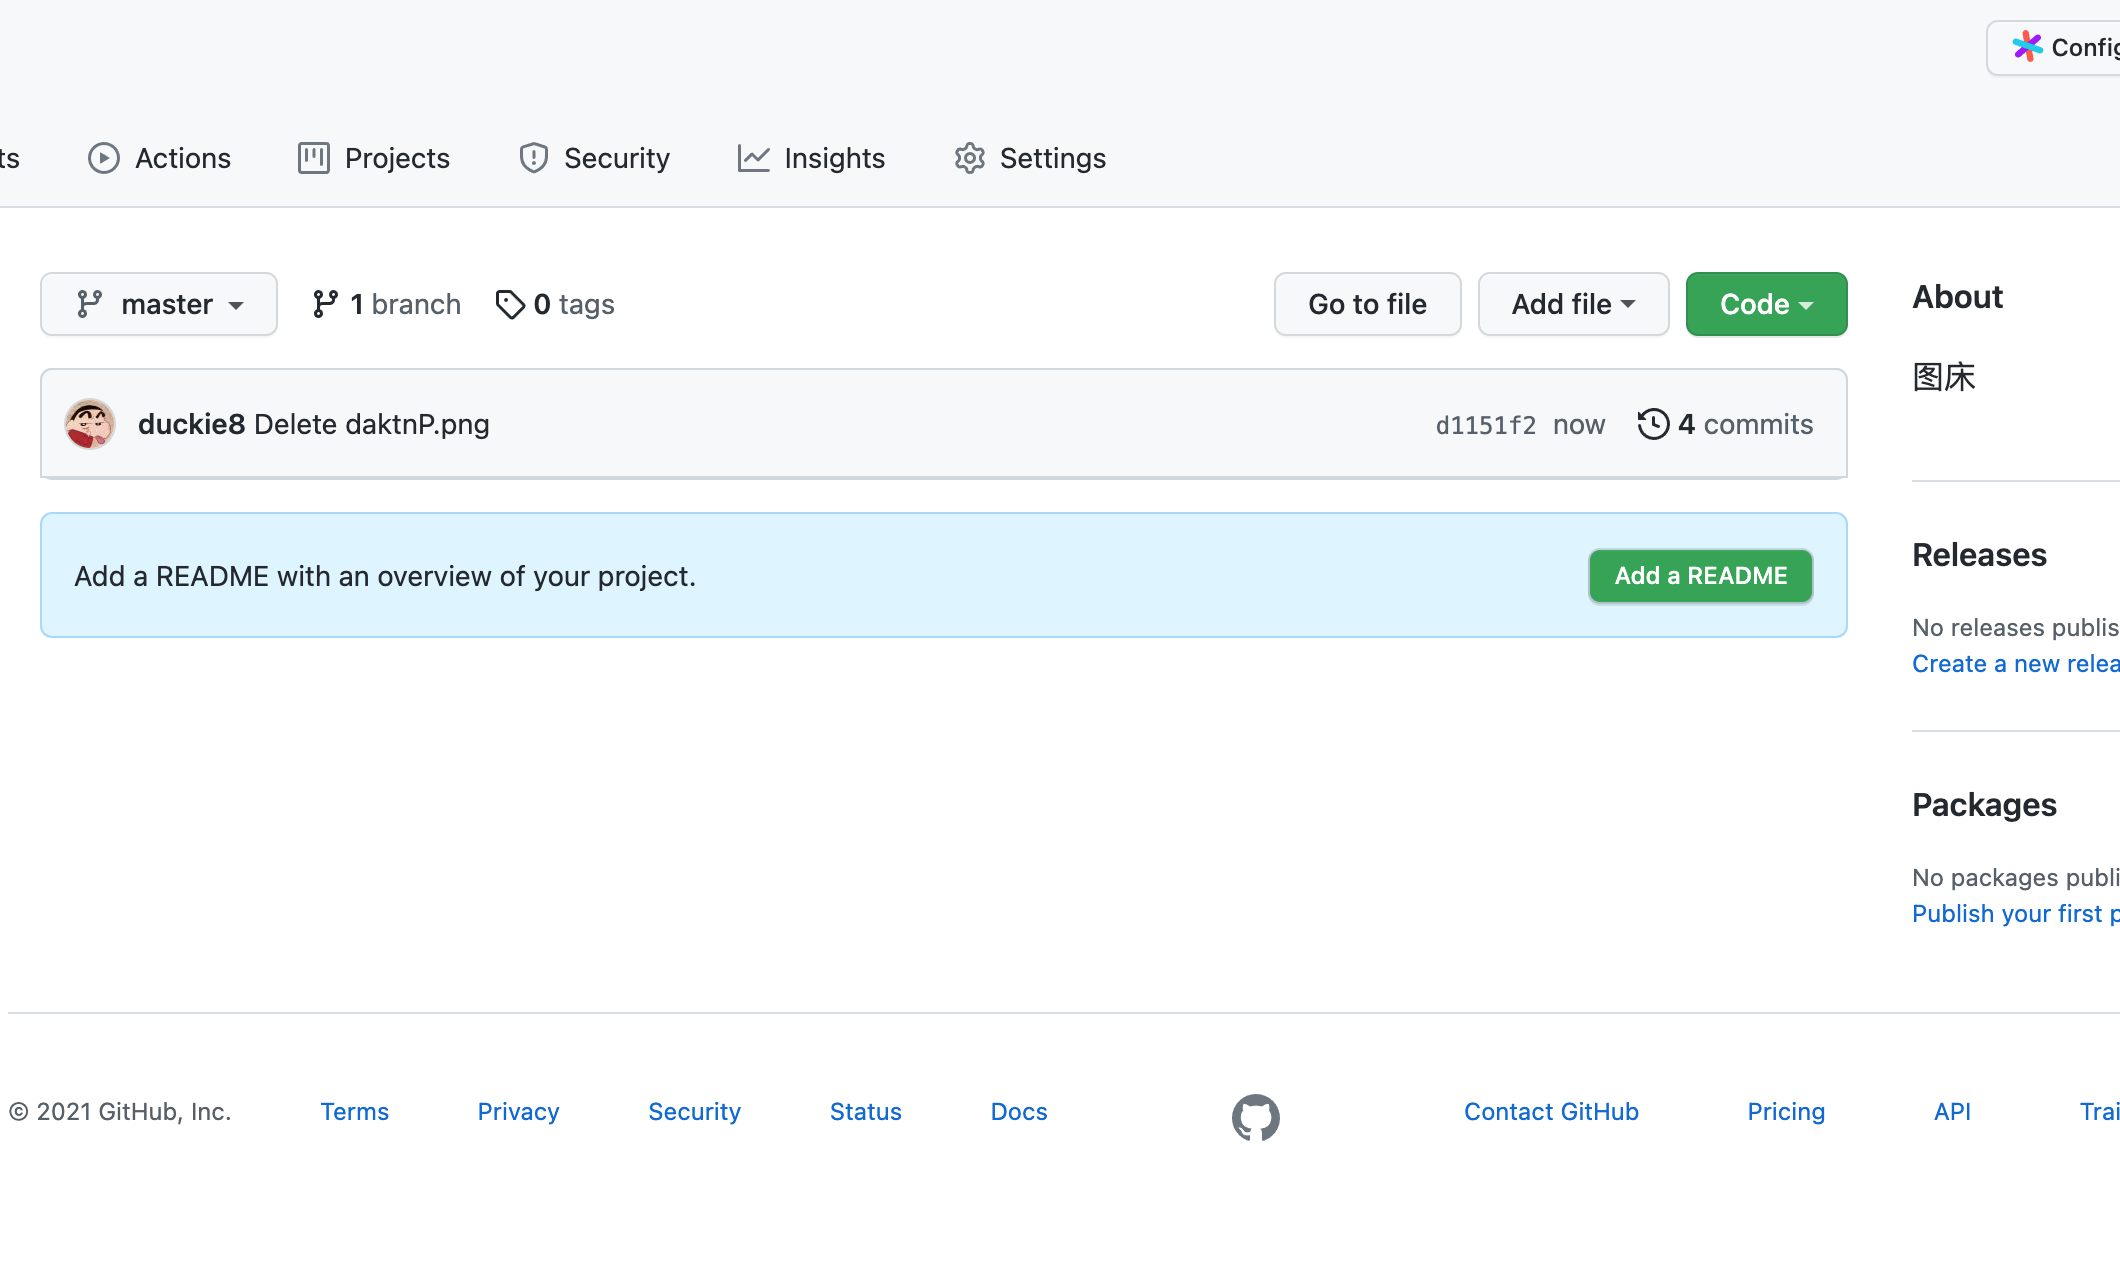 Config
ts Actions Projects Security Insights Settings
master 1 branch 0 tags Go to file Add file Code
duckie8 Delete daktnP.png d1151f2 now 4 commits
Add a README with an overview of your project. Add a README
About
图床
Releases
No releases publis
Create a new relea
Packages
No packages publi
Publish your first p
© 2021 GitHub, Inc. Terms Privacy Security Status Docs Contact GitHub Pricing API Trai